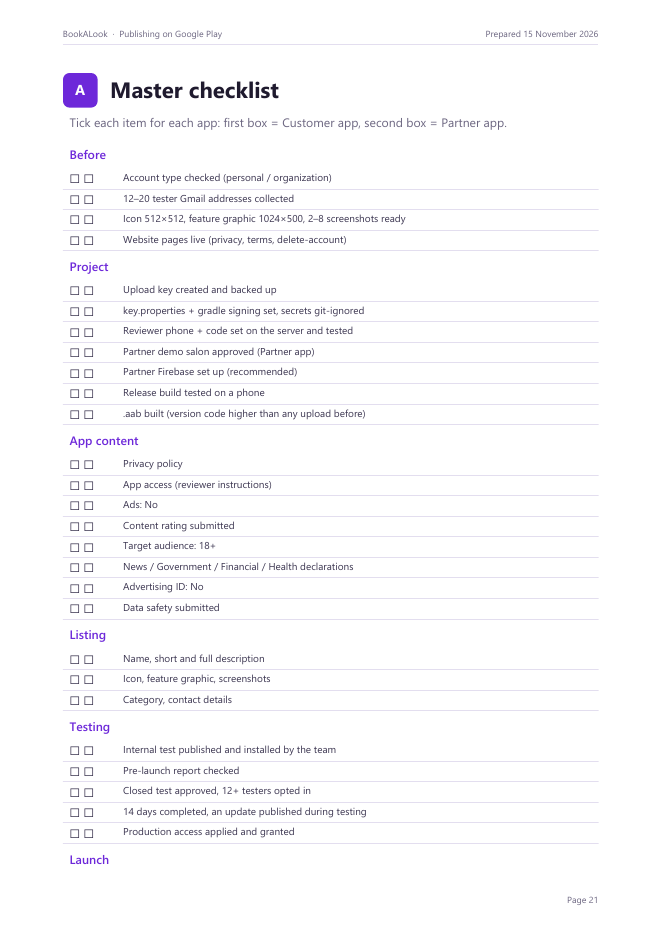 BookALook · Publishing on Google Play
Prepared 15 November 2026
A Master checklist
Tick each item for each app: first box = Customer app, second box = Partner app.
Before
☐ ☐ Account type checked (personal / organization)
☐ ☐ 12–20 tester Gmail addresses collected
☐ ☐ Icon 512×512, feature graphic 1024×500, 2–8 screenshots ready
☐ ☐ Website pages live (privacy, terms, delete-account)
Project
☐ ☐ Upload key created and backed up
☐ ☐ key.properties + gradle signing set, secrets git-ignored
☐ ☐ Reviewer phone + code set on the server and tested
☐ ☐ Partner demo salon approved (Partner app)
☐ ☐ Partner Firebase set up (recommended)
☐ ☐ Release build tested on a phone
☐ ☐ .aab built (version code higher than any upload before)
App content
☐ ☐ Privacy policy
☐ ☐ App access (reviewer instructions)
☐ ☐ Ads: No
☐ ☐ Content rating submitted
☐ ☐ Target audience: 18+
☐ ☐ News / Government / Financial / Health declarations
☐ ☐ Advertising ID: No
☐ ☐ Data safety submitted
Listing
☐ ☐ Name, short and full description
☐ ☐ Icon, feature graphic, screenshots
☐ ☐ Category, contact details
Testing
☐ ☐ Internal test published and installed by the team
☐ ☐ Pre-launch report checked
☐ ☐ Closed test approved, 12+ testers opted in
☐ ☐ 14 days completed, an update published during testing
☐ ☐ Production access applied and granted
Launch
Page 21